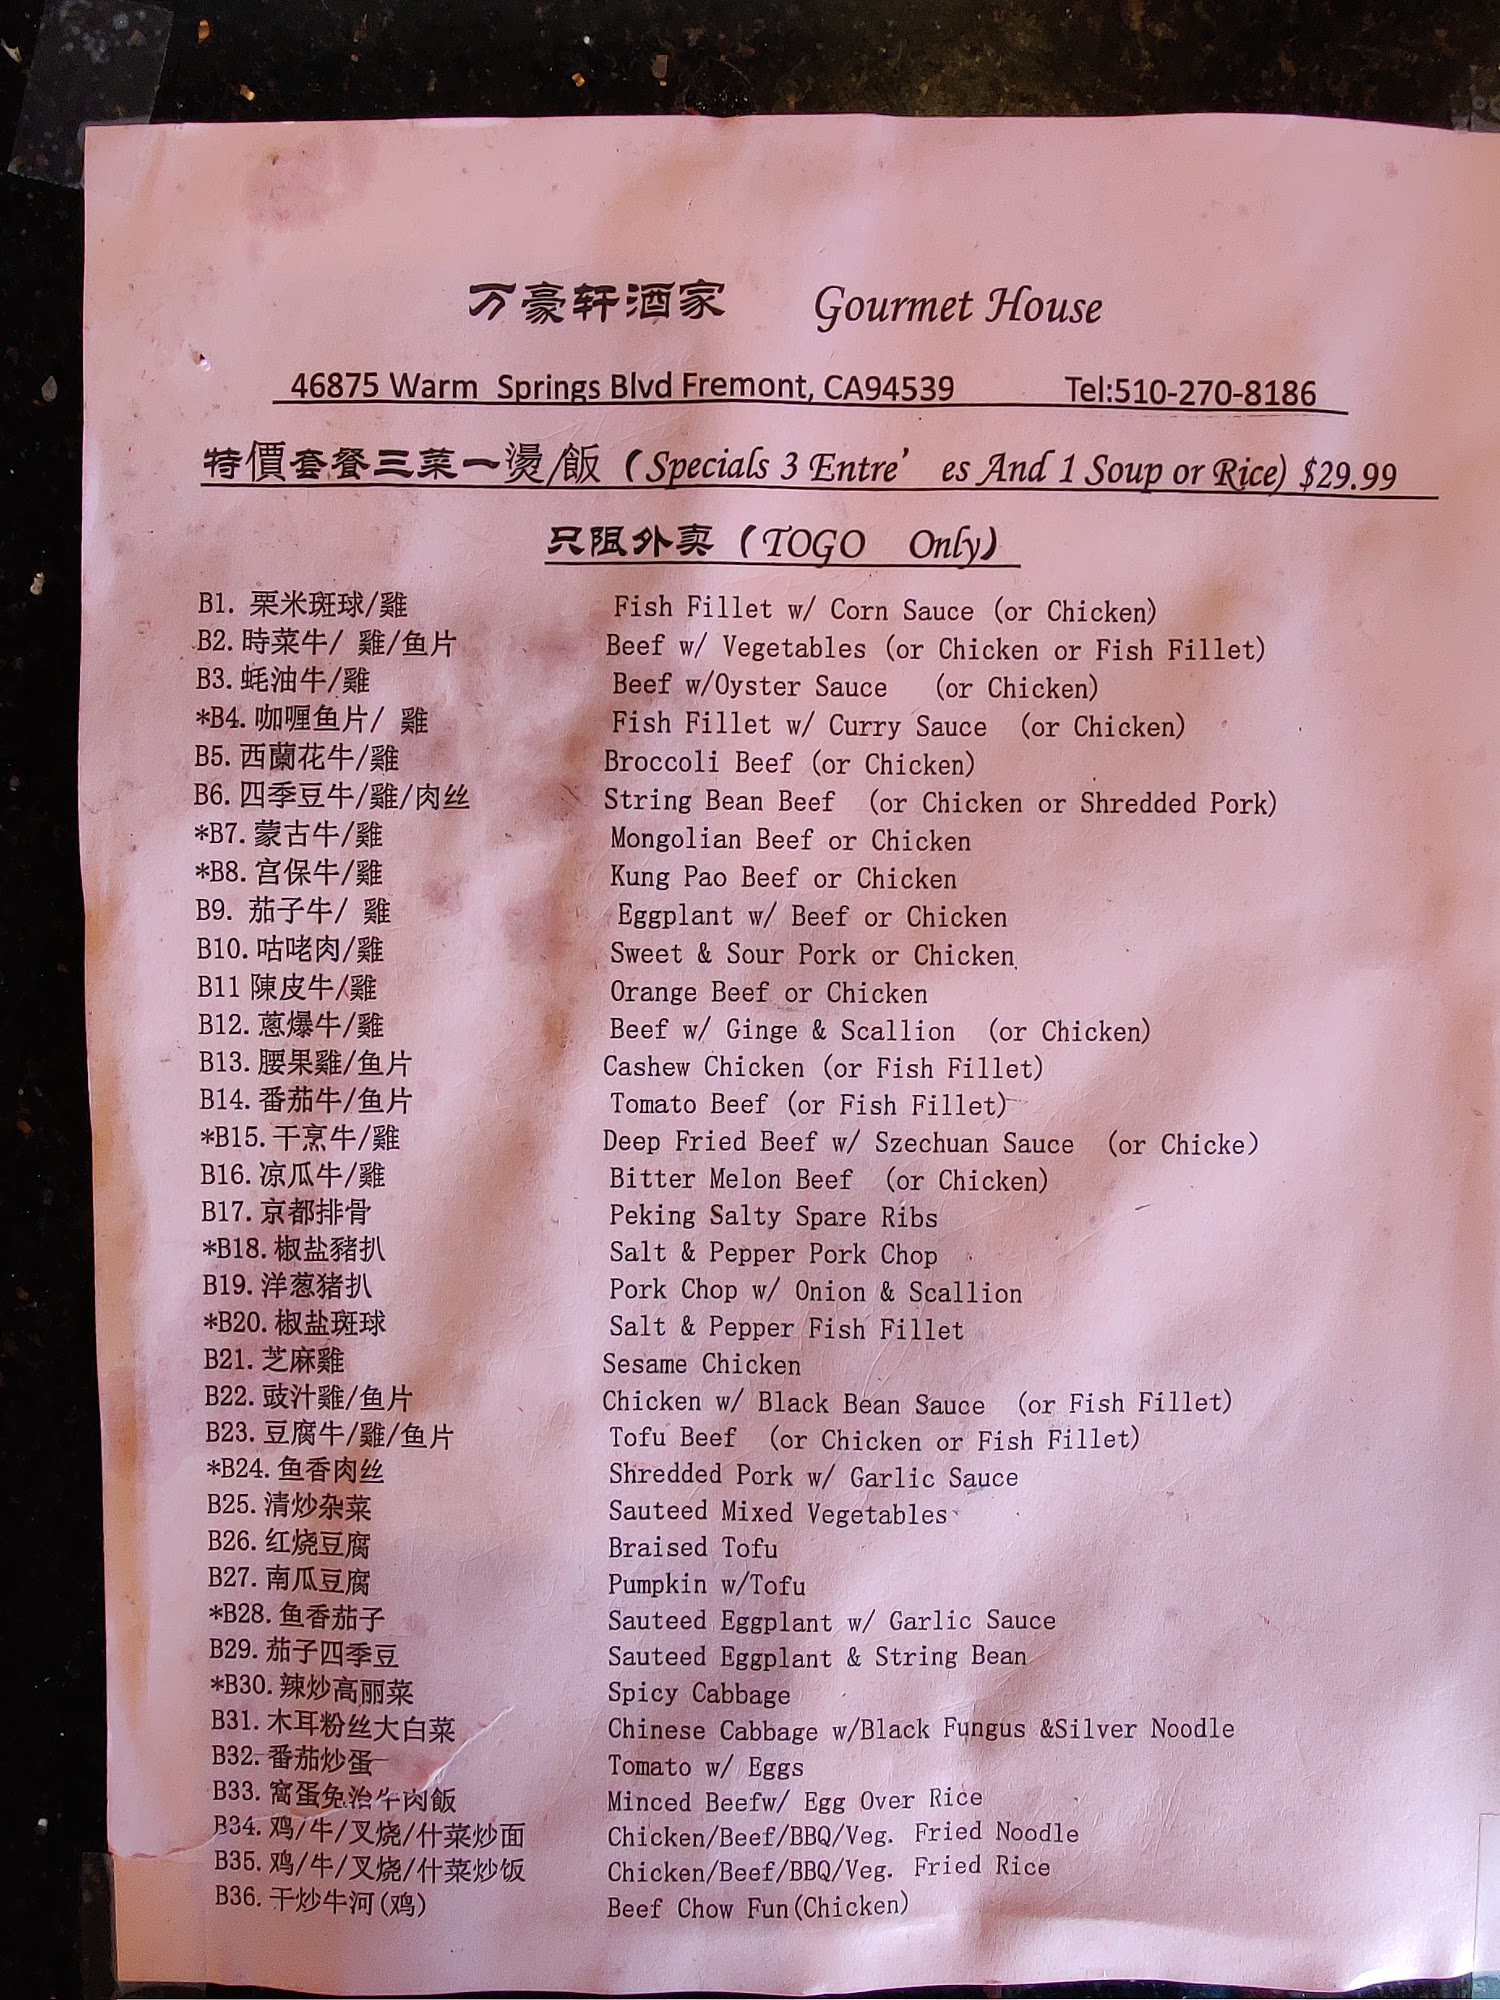 万豪轩酒家 Gourmet House
46875 Warm Springs Blvd Fremont, CA94539 Tel:510-270-8186
特價套餐三菜一燙/飯 (Specials 3 Entre’ es And 1 Soup or Rice) $29.99
只限外卖 (TOGO Only)
B1. 栗米斑球/雞 Fish Fillet w/ Corn Sauce (or Chicken)
B2. 時菜牛/ 雞/鱼片 Beef w/ Vegetables (or Chicken or Fish Fillet)
B3. 蚝油牛/雞 Beef w/Oyster Sauce (or Chicken)
*B4. 咖喱鱼片/ 雞 Fish Fillet w/ Curry Sauce (or Chicken)
B5. 西蘭花牛/雞 Broccoli Beef (or Chicken)
B6. 四季豆牛/雞/肉丝 String Bean Beef (or Chicken or Shredded Pork)
*B7. 蒙古牛/雞 Mongolian Beef or Chicken
*B8. 宫保牛/雞 Kung Pao Beef or Chicken
B9. 茄子牛/ 雞 Eggplant w/ Beef or Chicken
B10. 咕咾肉/雞 Sweet & Sour Pork or Chicken
B11 陳皮牛/雞 Orange Beef or Chicken
B12. 蔥爆牛/雞 Beef w/ Ginge & Scallion (or Chicken)
B13. 腰果雞/鱼片 Cashew Chicken (or Fish Fillet)
B14. 番茄牛/鱼片 Tomato Beef (or Fish Fillet)
*B15. 干烹牛/雞 Deep Fried Beef w/ Szechuan Sauce (or Chicke)
B16. 凉瓜牛/雞 Bitter Melon Beef (or Chicken)
B17. 京都排骨 Peking Salty Spare Ribs
*B18. 椒盐豬扒 Salt & Pepper Pork Chop
B19. 洋葱猪扒 Pork Chop w/ Onion & Scallion
*B20. 椒盐斑球 Salt & Pepper Fish Fillet
B21. 芝麻雞 Sesame Chicken
B22. 豉汁雞/鱼片 Chicken w/ Black Bean Sauce (or Fish Fillet)
B23. 豆腐牛/雞/鱼片 Tofu Beef (or Chicken or Fish Fillet)
*B24. 鱼香肉丝 Shredded Pork w/ Garlic Sauce
B25. 清炒杂菜 Sauteed Mixed Vegetables
B26. 红烧豆腐 Braised Tofu
B27. 南瓜豆腐 Pumpkin w/Tofu
*B28. 鱼香茄子 Sauteed Eggplant w/ Garlic Sauce
B29. 茄子四季豆 Sauteed Eggplant & String Bean
*B30. 辣炒高丽菜 Spicy Cabbage
B31. 木耳粉丝大白菜 Chinese Cabbage w/Black Fungus &Silver Noodle
B32. 番茄炒蛋 Tomato w/ Eggs
B33. 窩蛋免治牛肉飯 Minced Beefw/ Egg Over Rice
B34. 鸡/牛/叉烧/什菜炒面 Chicken/Beef/BBQ/Veg. Fried Noodle
B35. 鸡/牛/叉烧/什菜炒饭 Chicken/Beef/BBQ/Veg. Fried Rice
B36. 干炒牛河(鸡) Beef Chow Fun(Chicken)